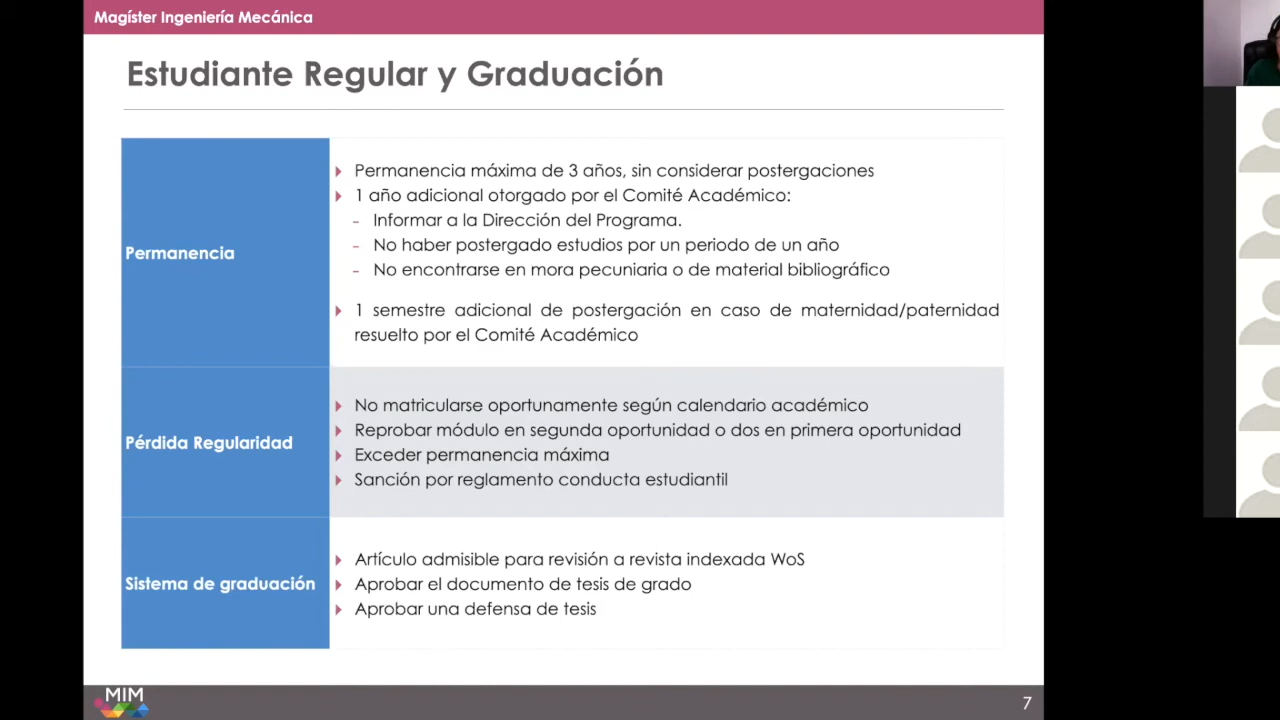 Magíster Ingeniería Mecánica
Estudiante Regular y Graduación
Permanencia
Permanencia máxima de 3 años, sin considerar postergaciones
1 año adicional otorgado por el Comité Académico:
- Informar a la Dirección del Programa.
- No haber postergado estudios por un periodo de un año
- No encontrarse en mora pecuniaria o de material bibliográfico
1 semestre adicional de postergación en caso de maternidad/paternidad
resuelto por el Comité Académico
Pérdida Regularidad
No matricularse oportunamente según calendario académico
Reprobar módulo en segunda oportunidad o dos en primera oportunidad
Exceder permanencia máxima
Sanción por reglamento conducta estudiantil
Sistema de graduación
Artículo admisible para revisión a revista indexada WoS
Aprobar el documento de tesis de grado
Aprobar una defensa de tesis
MIM
7